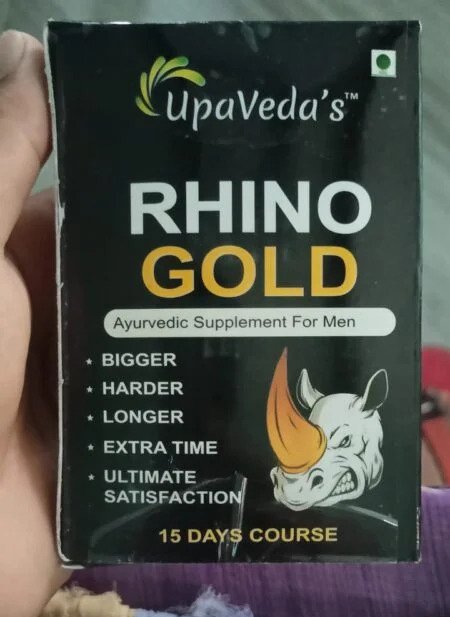 UpaVeda's™
RHINO
GOLD
Ayurvedic Supplement For Men
★ BIGGER
★ HARDER
★ LONGER
★ EXTRA TIME
★ ULTIMATE
SATISFACTION
15 DAYS COURSE